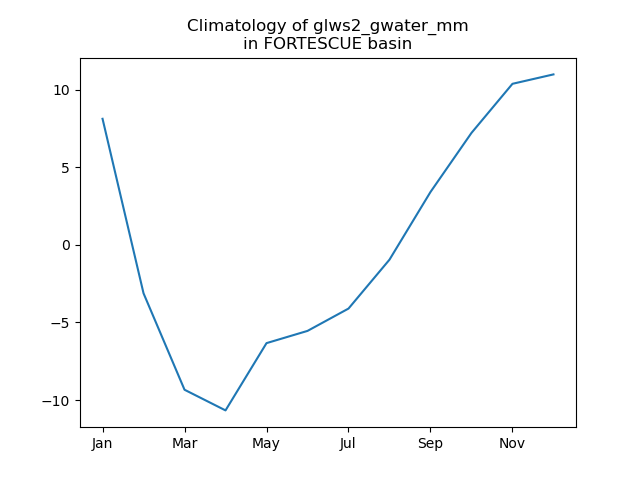 Climatology of glws2_gwater_mm
in FORTESCUE basin
10
5
0
−5
−10
Jan
Mar
May
Jul
Sep
Nov